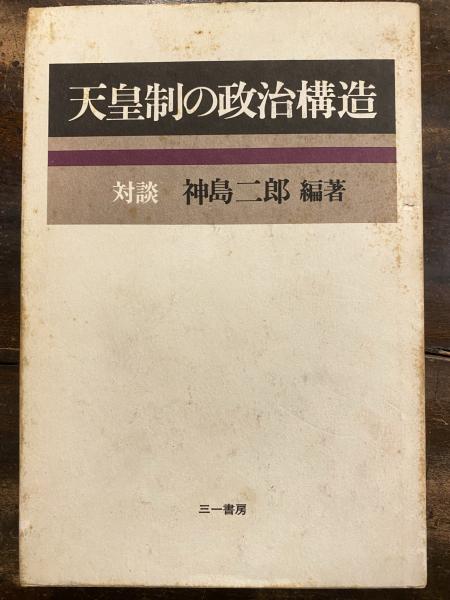 天皇制の政治構造
対談 神島二郎 編著
三一書房